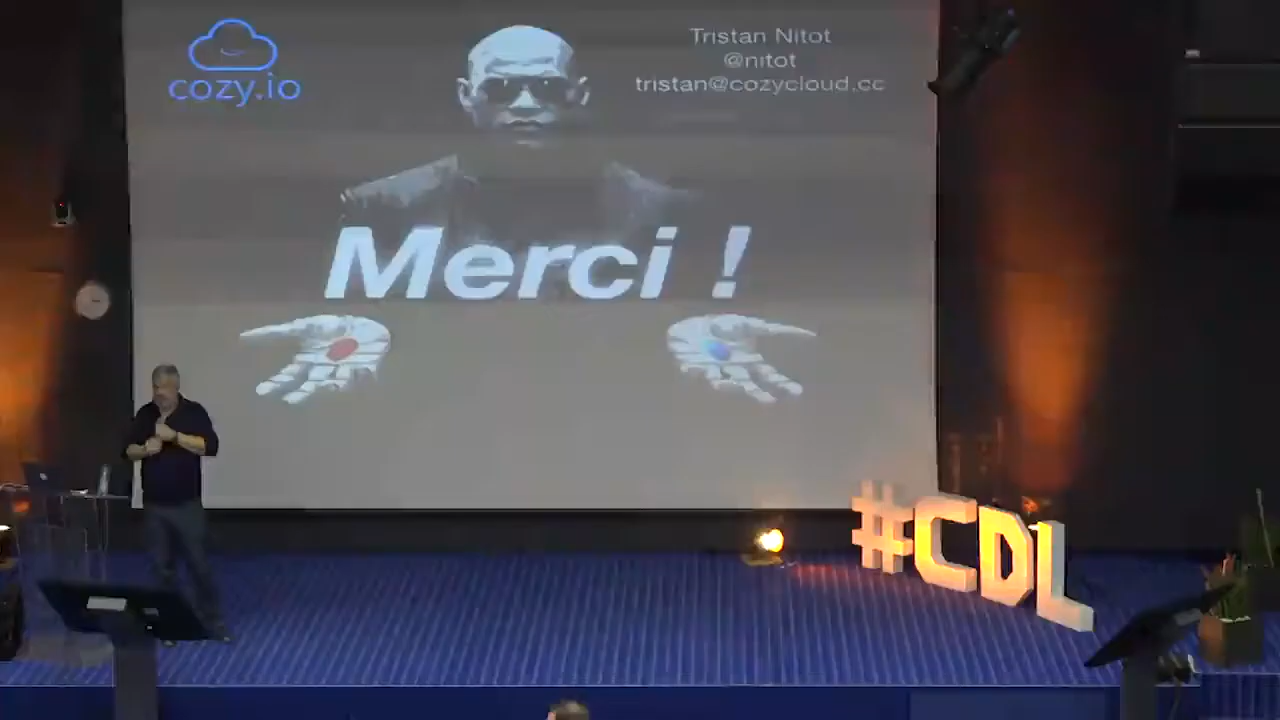 cozy.io
Tristan Nitot
@nitot
tristan@cozycloud.cc
Merci !
#CDL